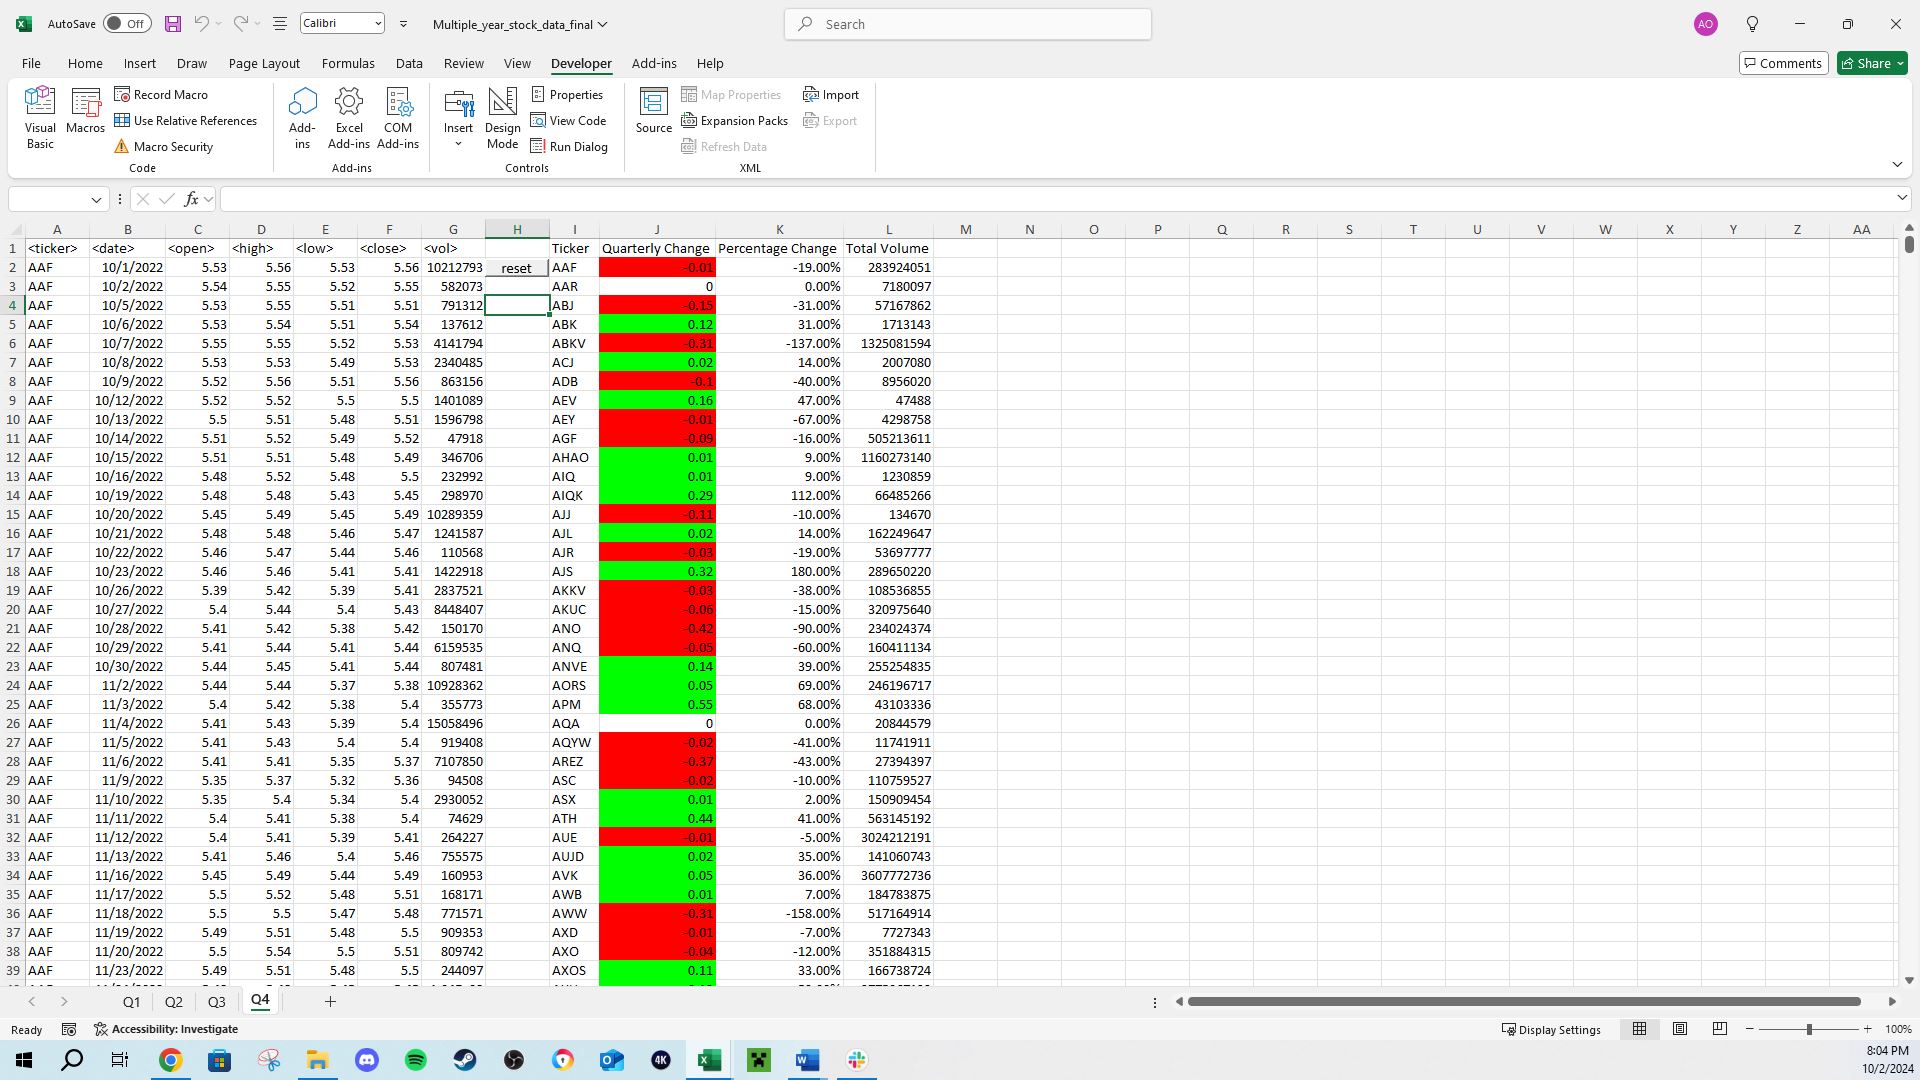 AutoSave Off Calibri Multiple_year_stock_data_final Search AO
File Home Insert Draw Page Layout Formulas Data Review View Developer Add-ins Help Comments Share
Visual Basic Macros Record Macro Use Relative References Macro Security Code
Add-ins Excel Add-ins COM Add-ins Add-ins
Insert Design Mode Properties View Code Run Dialog Controls
Source Map Properties Expansion Packs Refresh Data Import Export XML
fx
A B C D E F G H I J K L M N O P Q R S T U V W X Y Z AA
1 <ticker> <date> <open> <high> <low> <close> <vol> Ticker Quarterly Change Percentage Change Total Volume
2 AAF 10/1/2022 5.53 5.56 5.53 5.56 10212793 reset AAF -0.01 -19.00% 283924051
3 AAF 10/2/2022 5.54 5.55 5.52 5.55 582073 AAR 0 0.00% 7180097
4 AAF 10/5/2022 5.53 5.55 5.51 5.51 791312 ABJ -0.15 -31.00% 57167862
5 AAF 10/6/2022 5.53 5.54 5.51 5.54 137612 ABK 0.12 31.00% 1713143
6 AAF 10/7/2022 5.55 5.55 5.52 5.53 4141794 ABKV -0.31 -137.00% 1325081594
7 AAF 10/8/2022 5.53 5.53 5.49 5.53 2340485 ACJ 0.02 14.00% 2007080
8 AAF 10/9/2022 5.52 5.56 5.51 5.56 863156 ADB -0.1 -40.00% 8956020
9 AAF 10/12/2022 5.52 5.52 5.5 5.5 1401089 AEV 0.16 47.00% 47488
10 AAF 10/13/2022 5.5 5.51 5.48 5.51 1596798 AEY -0.01 -67.00% 4298758
11 AAF 10/14/2022 5.51 5.52 5.49 5.52 47918 AGF -0.09 -16.00% 505213611
12 AAF 10/15/2022 5.51 5.51 5.48 5.49 346706 AHAO 0.01 9.00% 1160273140
13 AAF 10/16/2022 5.48 5.52 5.48 5.5 232992 AIQ 0.01 9.00% 1230859
14 AAF 10/19/2022 5.48 5.48 5.43 5.45 298970 AIQK 0.29 112.00% 66485266
15 AAF 10/20/2022 5.45 5.49 5.45 5.49 10289359 AJJ -0.11 -10.00% 134670
16 AAF 10/21/2022 5.48 5.48 5.46 5.47 1241587 AJL 0.02 14.00% 162249647
17 AAF 10/22/2022 5.46 5.47 5.44 5.46 110568 AJR -0.03 -19.00% 53697777
18 AAF 10/23/2022 5.46 5.46 5.41 5.41 1422918 AJS 0.32 180.00% 289650220
19 AAF 10/26/2022 5.39 5.42 5.39 5.41 2837521 AKKV -0.03 -38.00% 108536855
20 AAF 10/27/2022 5.4 5.44 5.4 5.43 8448407 AKUC -0.06 -15.00% 320975640
21 AAF 10/28/2022 5.41 5.42 5.38 5.42 150170 ANO -0.42 -90.00% 234024374
22 AAF 10/29/2022 5.41 5.44 5.41 5.44 6159535 ANQ -0.05 -60.00% 160411134
23 AAF 10/30/2022 5.44 5.45 5.41 5.44 807481 ANVE 0.14 39.00% 255254835
24 AAF 11/2/2022 5.44 5.44 5.37 5.38 10928362 AORS 0.05 69.00% 246196717
25 AAF 11/3/2022 5.4 5.42 5.38 5.4 355773 APM 0.55 68.00% 43103336
26 AAF 11/4/2022 5.41 5.43 5.39 5.4 15058496 AQA 0 0.00% 20844579
27 AAF 11/5/2022 5.41 5.43 5.4 5.4 919408 AQYW -0.02 -41.00% 11741911
28 AAF 11/6/2022 5.41 5.41 5.35 5.37 7107850 AREZ -0.37 -43.00% 27394397
29 AAF 11/9/2022 5.35 5.37 5.32 5.36 94508 ASC -0.02 -10.00% 110759527
30 AAF 11/10/2022 5.35 5.4 5.34 5.4 2930052 ASX 0.01 2.00% 150909454
31 AAF 11/11/2022 5.4 5.41 5.38 5.4 74629 ATH 0.44 41.00% 563145192
32 AAF 11/12/2022 5.4 5.41 5.39 5.41 264227 AUE -0.01 -5.00% 3024212191
33 AAF 11/13/2022 5.41 5.46 5.4 5.46 755575 AUJD 0.02 35.00% 141060743
34 AAF 11/16/2022 5.45 5.49 5.44 5.49 160953 AVK 0.05 36.00% 3607772736
35 AAF 11/17/2022 5.5 5.52 5.48 5.51 168171 AWB 0.01 7.00% 184783875
36 AAF 11/18/2022 5.5 5.5 5.47 5.48 771571 AWW -0.31 -158.00% 517164914
37 AAF 11/19/2022 5.49 5.51 5.48 5.5 909353 AXD -0.01 -7.00% 7727343
38 AAF 11/20/2022 5.5 5.54 5.5 5.51 809742 AXO -0.04 -12.00% 351884315
39 AAF 11/23/2022 5.49 5.51 5.48 5.5 244097 AXOS 0.11 33.00% 166738724
Q1 Q2 Q3 Q4
Ready Accessibility: Investigate Display Settings 100%
4K
8:04 PM
10/2/2024